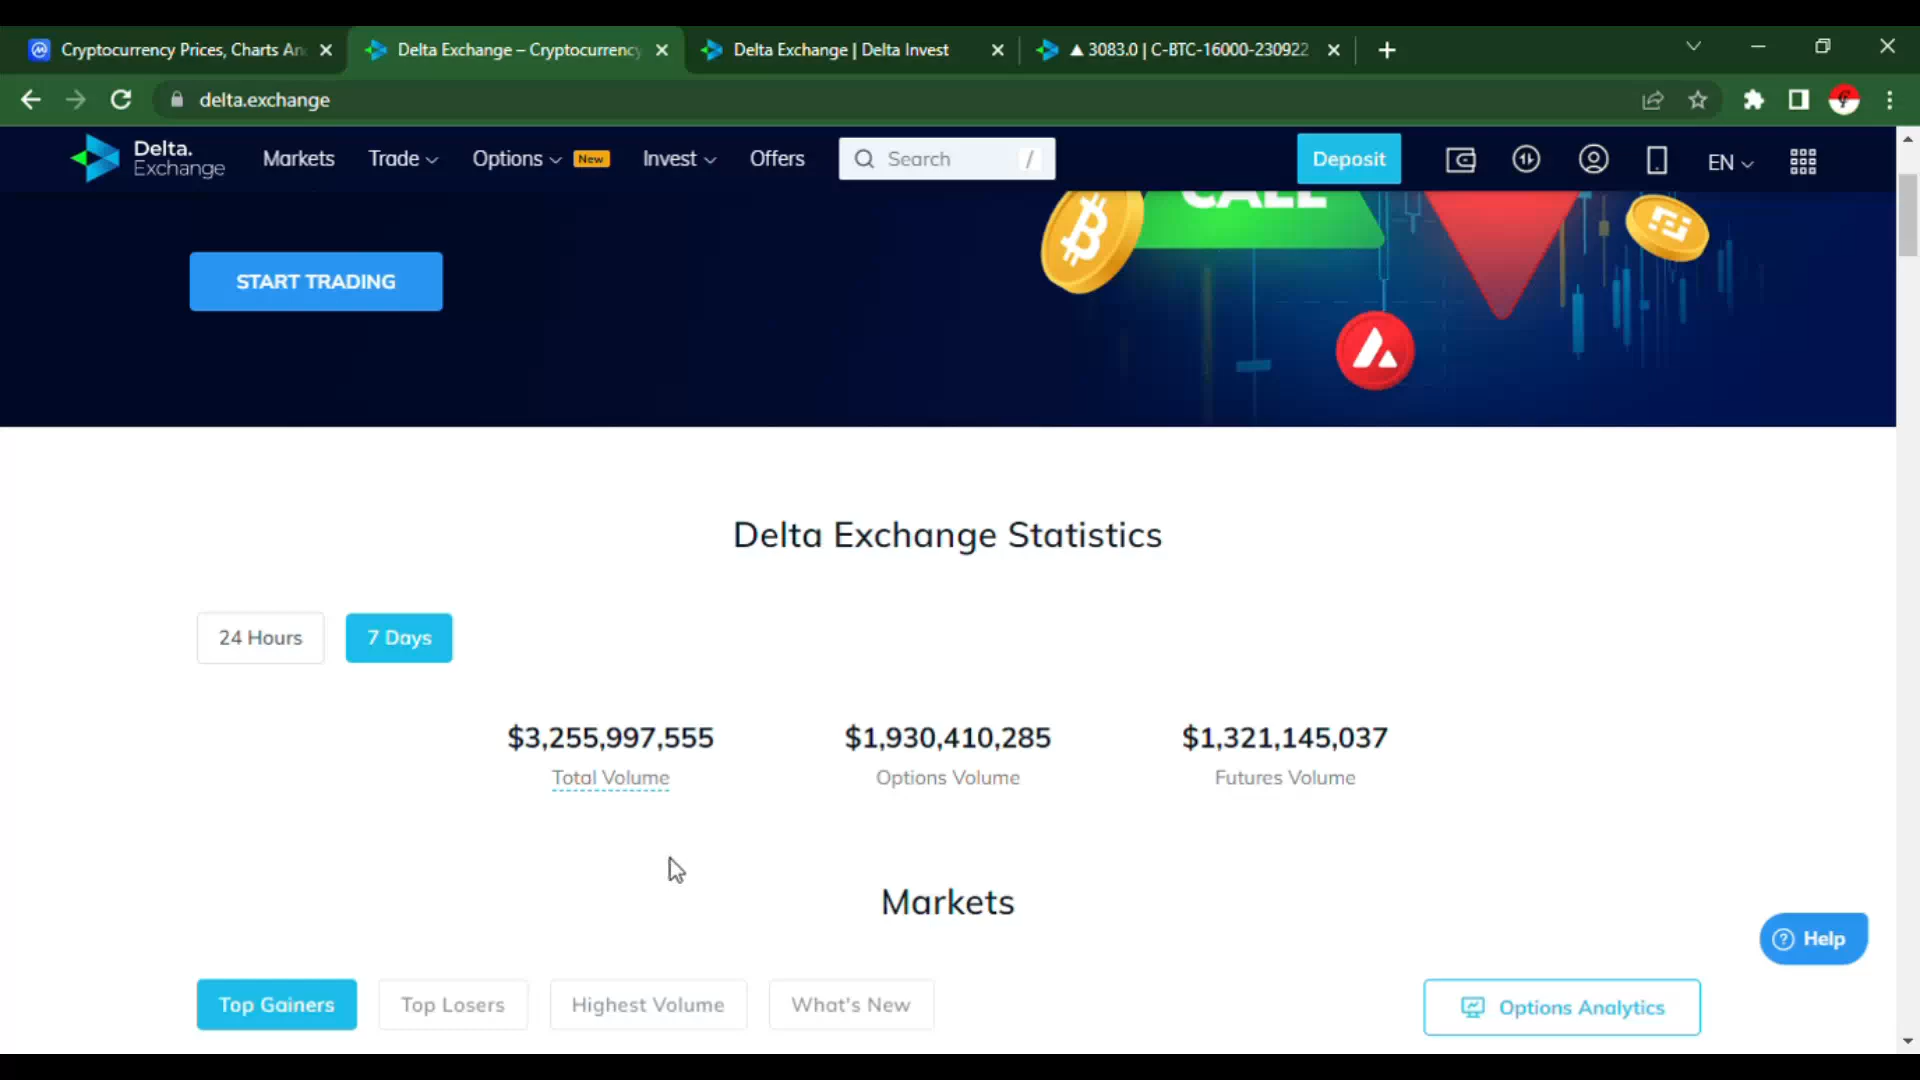 Cryptocurrency Prices, Charts An
Delta Exchange – Cryptocurrency
Delta Exchange | Delta Invest
▲ 3083.0 | C-BTC-16000-230922
delta.exchange
Delta.
Exchange
Markets
Trade
Options
New
Invest
Offers
Search
/
Deposit
EN
CALL
START TRADING
Delta Exchange Statistics
24 Hours
7 Days
$3,255,997,555
$1,930,410,285
$1,321,145,037
Total Volume
Options Volume
Futures Volume
Markets
Help
Top Gainers
Top Losers
Highest Volume
What's New
Options Analytics